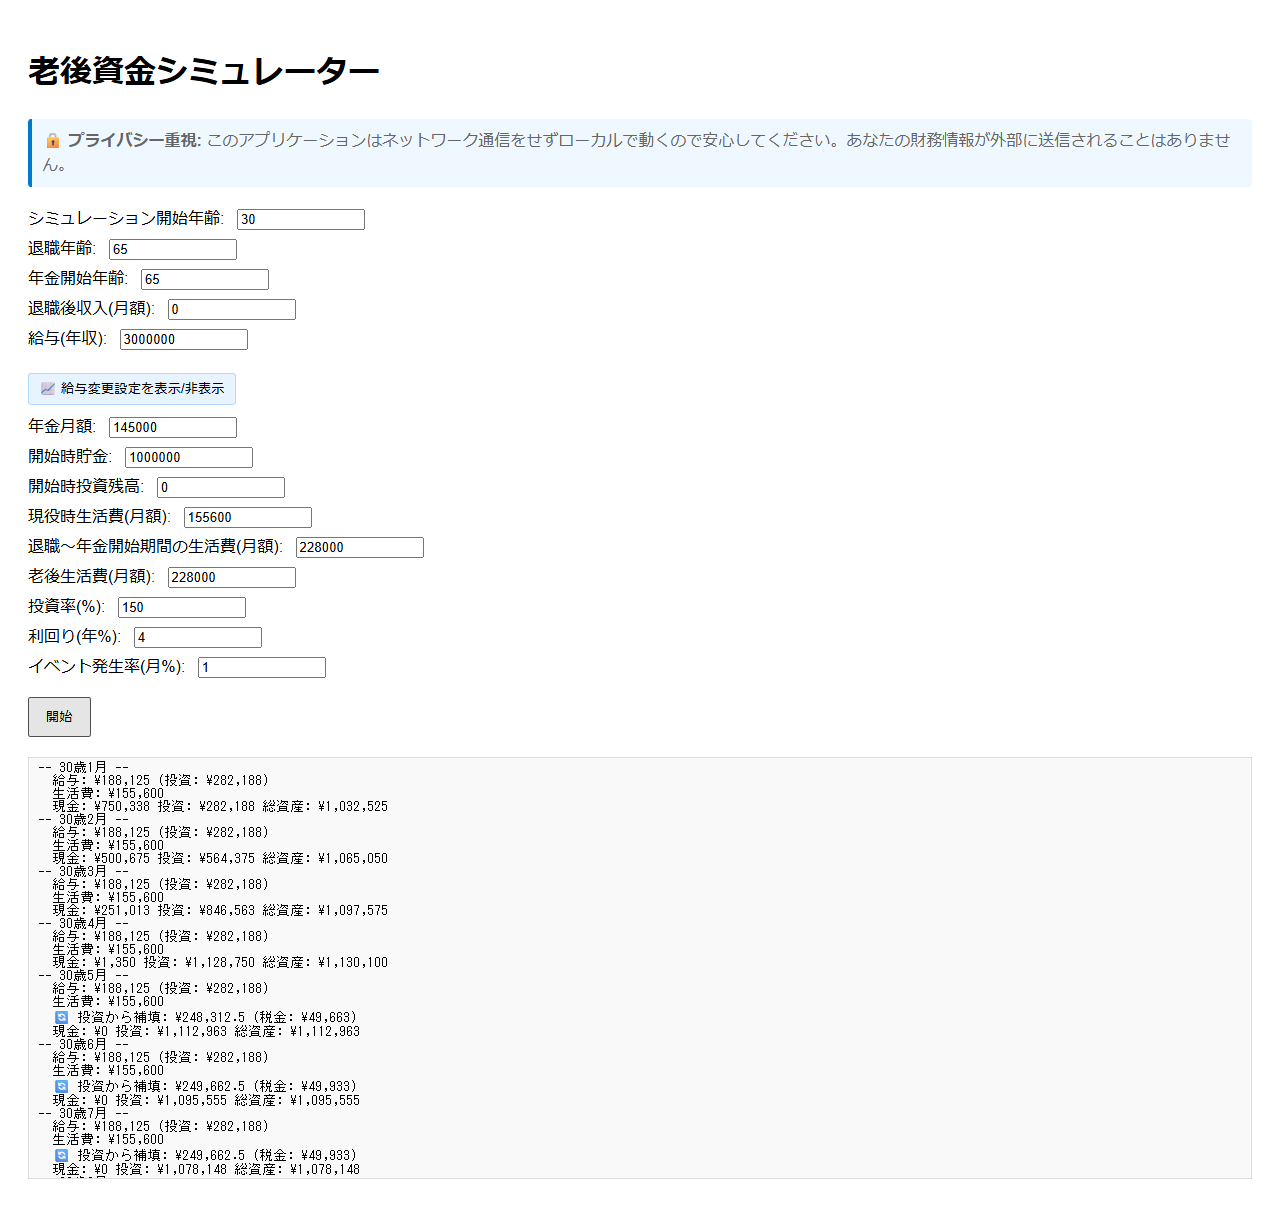 老後資金シミュレーター
🔒 プライバシー重視: このアプリケーションはネットワーク通信をせずローカルで動くので安心してください。あなたの財務情報が外部に送信されることはありませ
ん。
シミュレーション開始年齢: 30
退職年齢: 65
年金開始年齢: 65
退職後収入(月額): 0
給与(年収): 3000000
📈 給与変更設定を表示/非表示
年金月額: 145000
開始時貯金: 1000000
開始時投資残高: 0
現役時生活費(月額): 155600
退職〜年金開始期間の生活費(月額): 228000
老後生活費(月額): 228000
投資率(%): 150
利回り(年%): 4
イベント発生率(月%): 1
開始
-- 30歳1月 --
給与: ¥188,125 (投資: ¥282,188)
生活費: ¥155,600
現金: ¥750,338 投資: ¥282,188 総資産: ¥1,032,525
-- 30歳2月 --
給与: ¥188,125 (投資: ¥282,188)
生活費: ¥155,600
現金: ¥500,675 投資: ¥564,375 総資産: ¥1,065,050
-- 30歳3月 --
給与: ¥188,125 (投資: ¥282,188)
生活費: ¥155,600
現金: ¥251,013 投資: ¥846,563 総資産: ¥1,097,575
-- 30歳4月 --
給与: ¥188,125 (投資: ¥282,188)
生活費: ¥155,600
現金: ¥1,350 投資: ¥1,128,750 総資産: ¥1,130,100
-- 30歳5月 --
給与: ¥188,125 (投資: ¥282,188)
生活費: ¥155,600
🔄 投資から補填: ¥248,312.5 (税金: ¥49,663)
現金: ¥0 投資: ¥1,112,963 総資産: ¥1,112,963
-- 30歳6月 --
給与: ¥188,125 (投資: ¥282,188)
生活費: ¥155,600
🔄 投資から補填: ¥249,662.5 (税金: ¥49,933)
現金: ¥0 投資: ¥1,095,555 総資産: ¥1,095,555
-- 30歳7月 --
給与: ¥188,125 (投資: ¥282,188)
生活費: ¥155,600
🔄 投資から補填: ¥249,662.5 (税金: ¥49,933)
現金: ¥0 投資: ¥1,078,148 総資産: ¥1,078,148